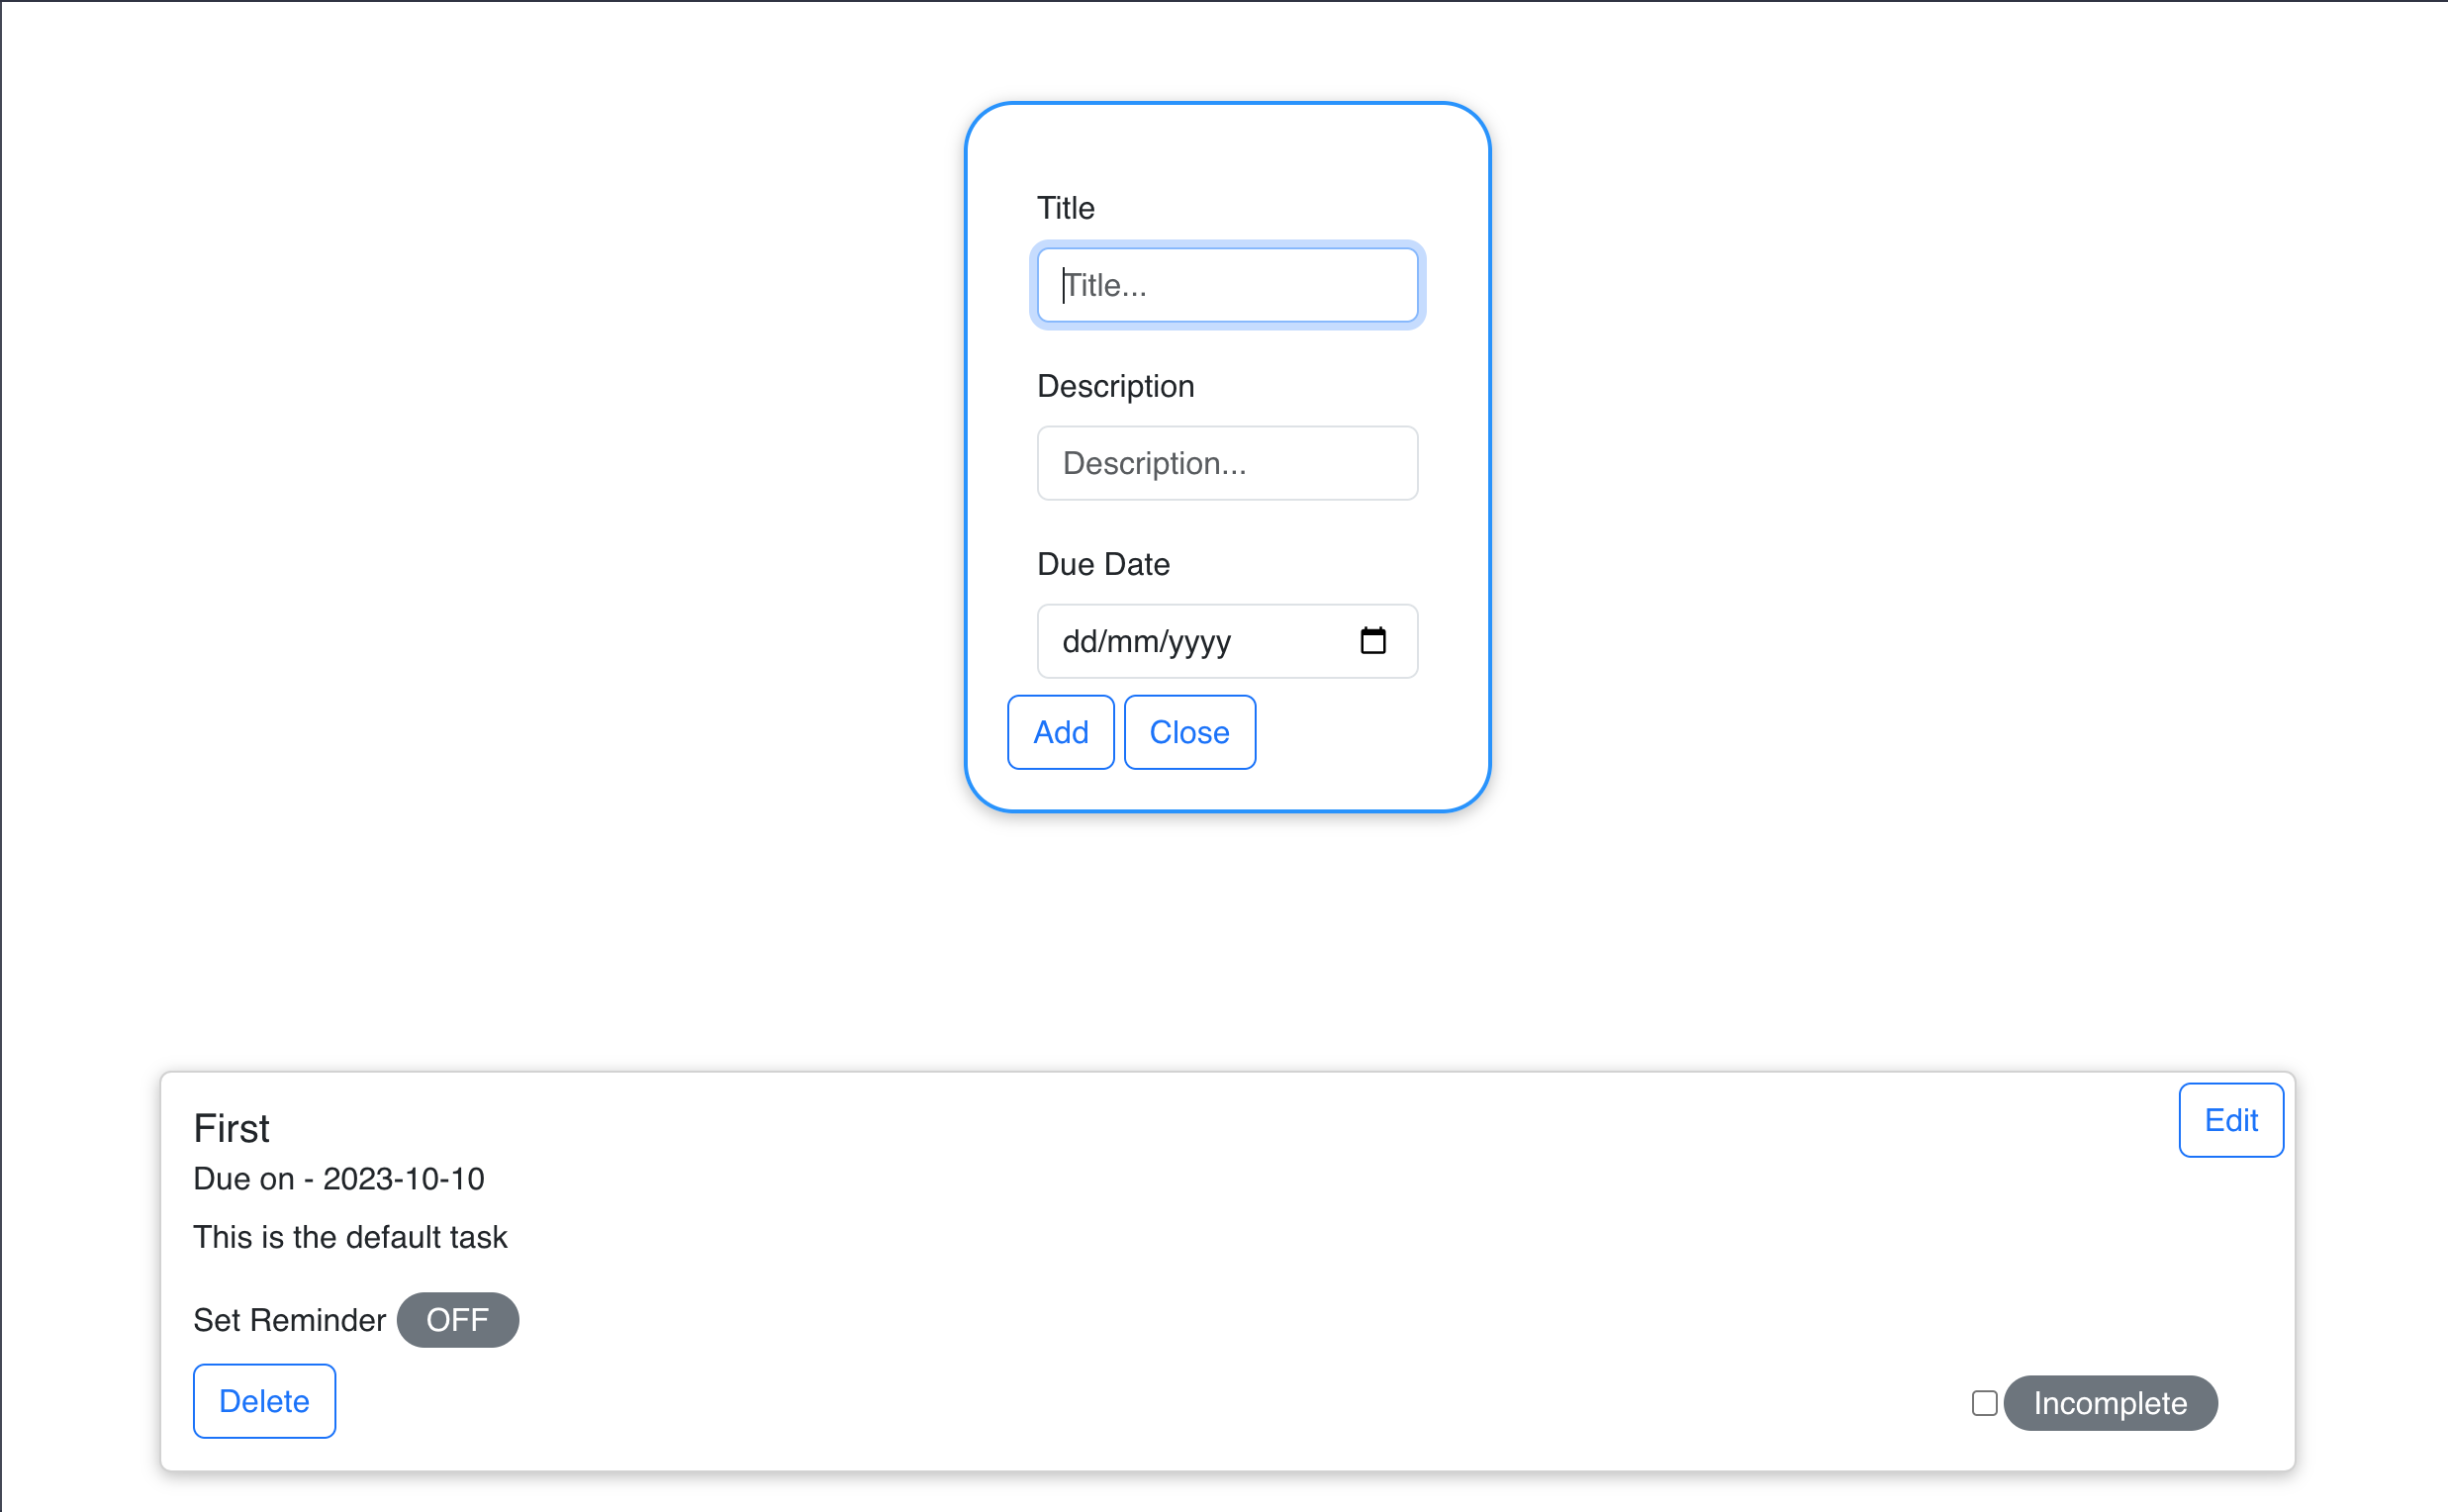 Title
Title...
Description
Description...
Due Date
dd/mm/yyyy
Add Close
First
Edit
Due on - 2023-10-10
This is the default task
Set Reminder OFF
Delete
Incomplete